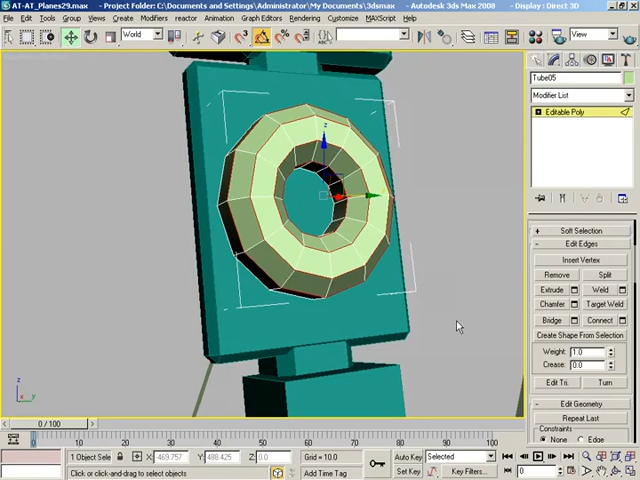 AT-AT_Planes29.max - Project Folder: C:\Documents and Settings\Administrator\My Documents\3dsmax - Autodesk 3ds Max 2008 - Display : Direct 3D
File Edit Tools Group Views Create Modifiers reactor Animation Graph Editors Rendering Customize MAXScript Help
World View
Tube05
Modifier List
Editable Poly
+ Soft Selection
- Edit Edges
Insert Vertex
Remove Split
Extrude Weld
Chamfer Target Weld
Bridge Connect
Create Shape From Selection
Weight: 1.0
Crease: 0.0
Edit Tri. Turn
- Edit Geometry
Repeat Last
Constraints
None Edge
z
z
x y
0 / 100
0 10 20 30 40 50 60 70 80 90 100
1 Object Sele X: -469.757 Y: 488.425 Z: 0.0 Grid = 10.0 Auto Key Selected
Click or click-and-drag to select objects Add Time Tag Set Key Key Filters... 0